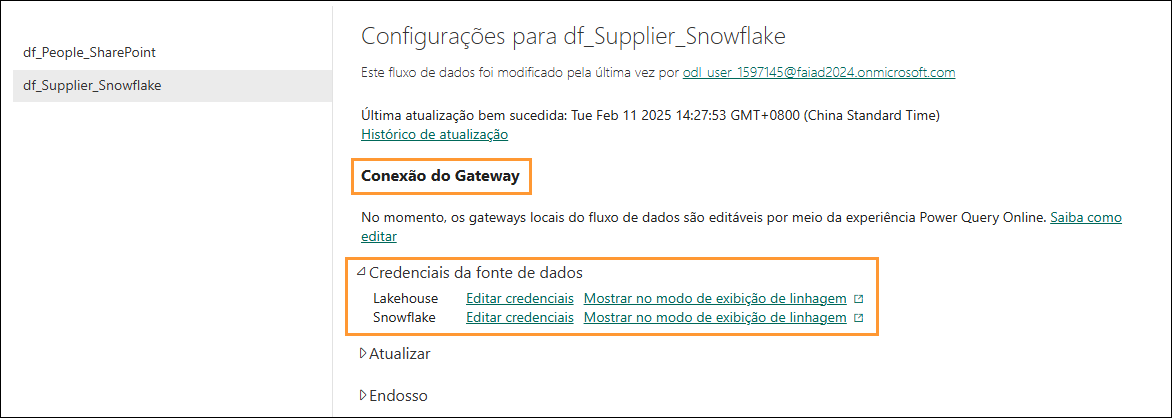 df_People_SharePoint
df_Supplier_Snowflake
Configurações para df_Supplier_Snowflake
Este fluxo de dados foi modificado pela última vez por odl_user_1597145@faiad2024.onmicrosoft.com
Última atualização bem sucedida: Tue Feb 11 2025 14:27:53 GMT+0800 (China Standard Time)
Histórico de atualização
Conexão do Gateway
No momento, os gateways locais do fluxo de dados são editáveis por meio da experiência Power Query Online. Saiba como
editar
Credenciais da fonte de dados
Lakehouse Editar credenciais Mostrar no modo de exibição de linhagem
Snowflake Editar credenciais Mostrar no modo de exibição de linhagem
Atualizar
Endosso